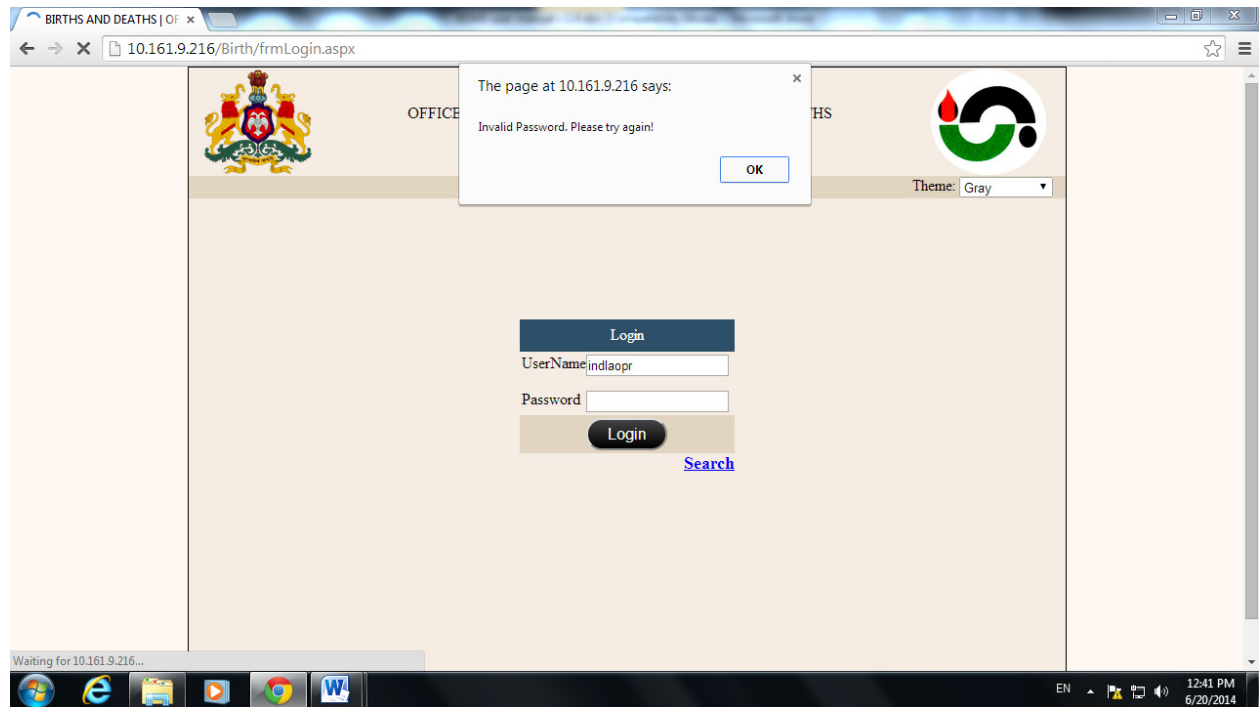 BIRTHS AND DEATHS | OF
10.161.9.216/Birth/frmLogin.aspx
The page at 10.161.9.216 says:
Invalid Password. Please try again!
OK
OFFICE
THS
Theme: Gray
Login
UserName indlaopr
Password
Login
Search
Waiting for 10.161.9.216...
EN
12:41 PM
6/20/2014